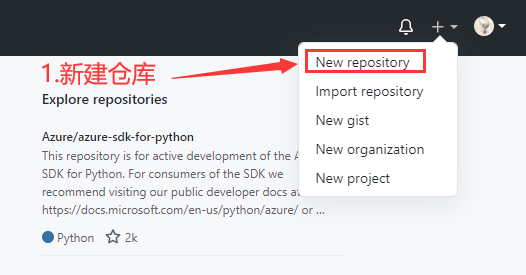 1.新建仓库
New repository
Import repository
New gist
New organization
New project
Explore repositories
Azure/azure-sdk-for-python
This repository is for active development of the A
SDK for Python. For consumers of the SDK we
recommend visiting our public developer docs at
https://docs.microsoft.com/en-us/python/azure/ or ...
Python
2k